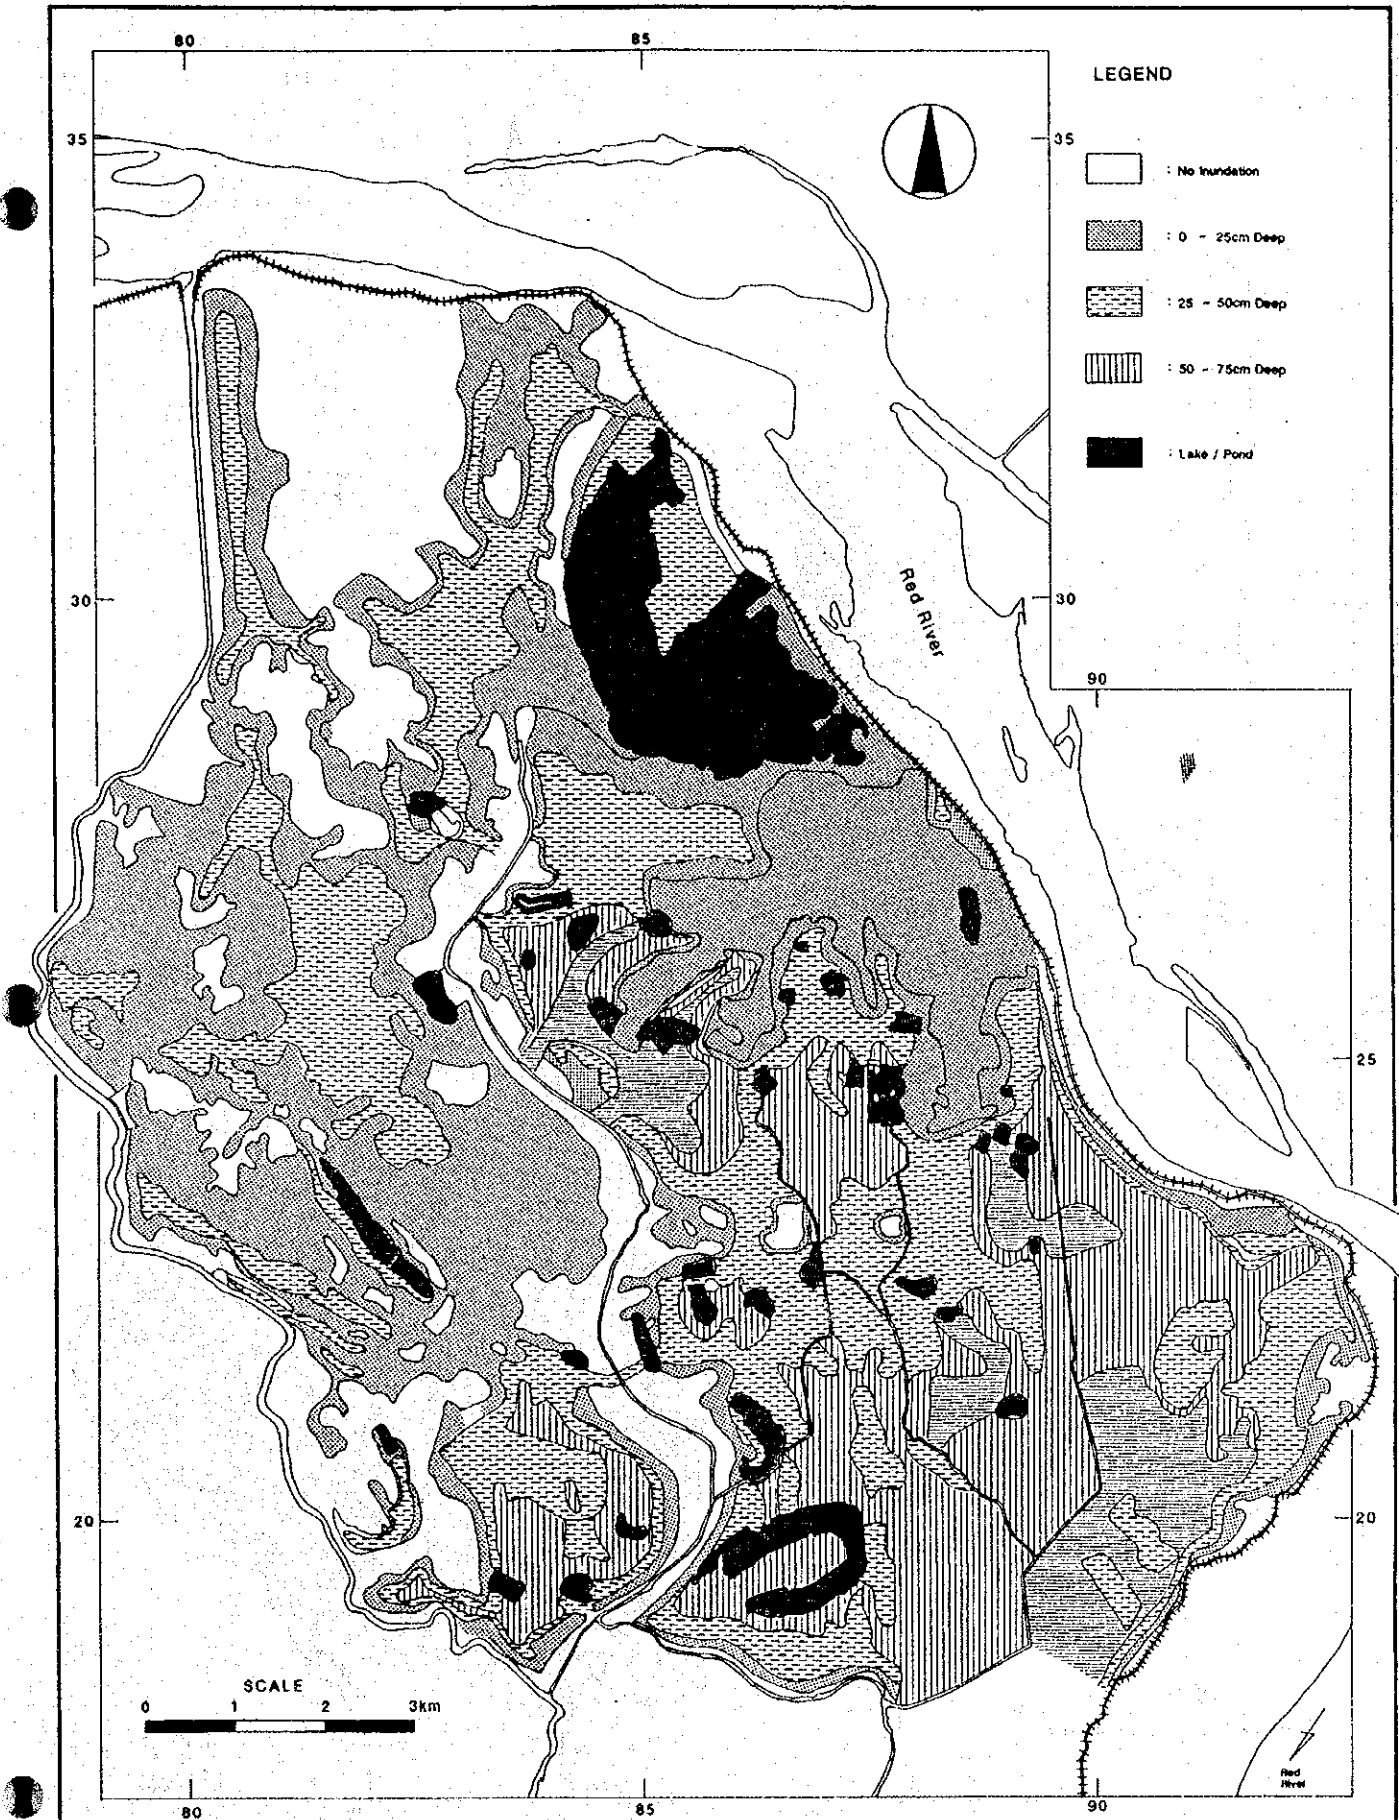 80
85
LEGEND
35
35
: No Inundation
: 0 ~ 25cm Deep
: 25 ~ 50cm Deep
: 50 ~ 75cm Deep
: Lake / Pond
30
Red River
30
90
25
20
20
SCALE
0 1 2 3km
Red
River
80
85
90